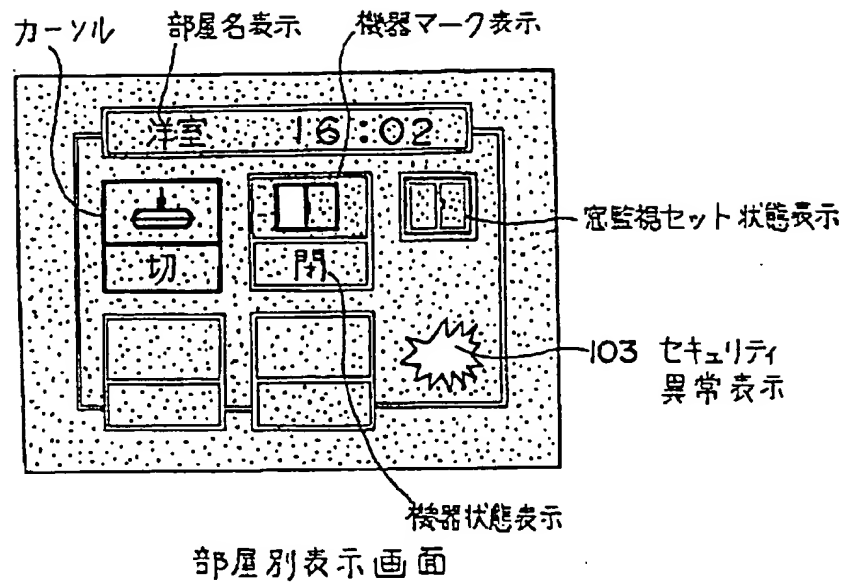 カーソル 部屋名表示 機器マーク表示
洋室 16:02
窓監視セット状態表示
切 閉
103 セキュリティ
異常表示
機器状態表示
部屋別表示画面